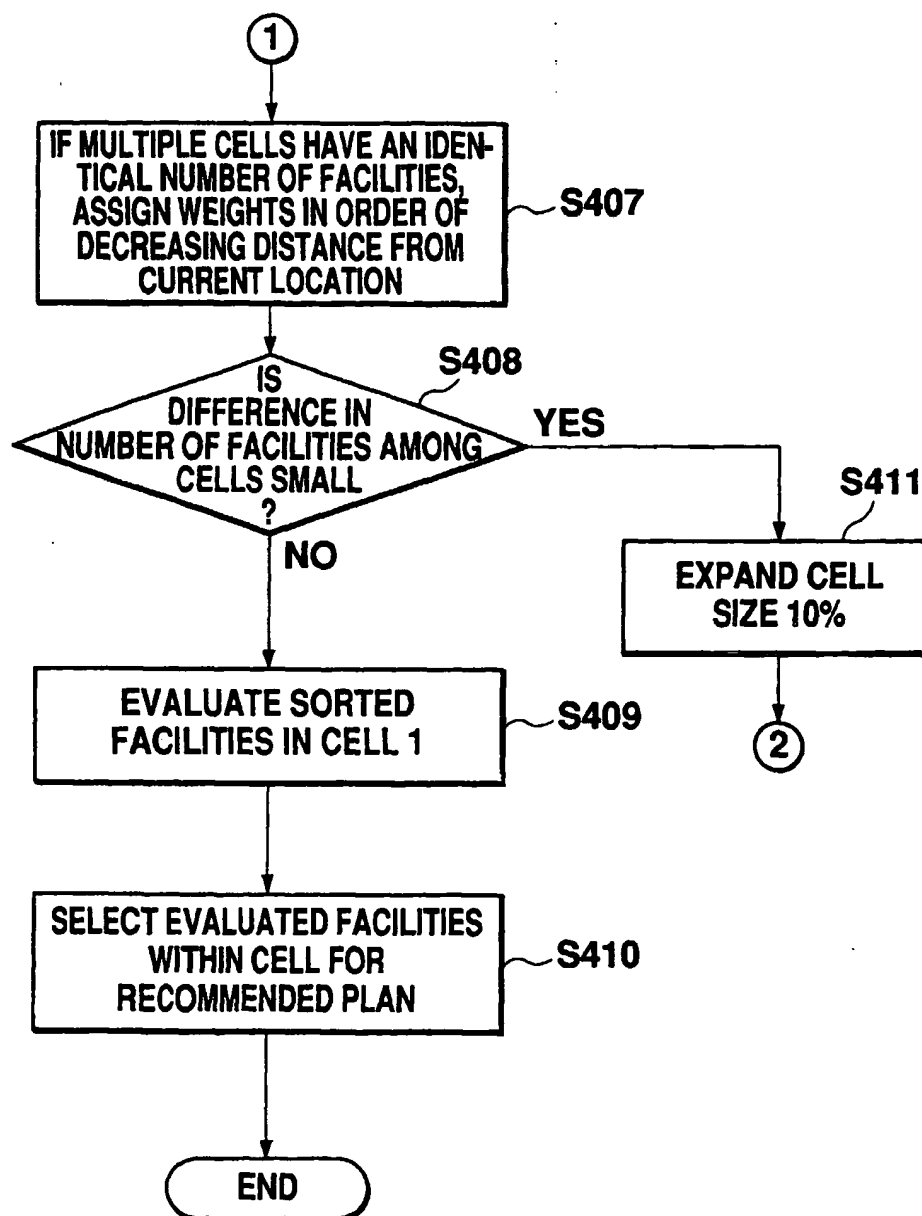 1
IF MULTIPLE CELLS HAVE AN IDEN-
TICAL NUMBER OF FACILITIES,
ASSIGN WEIGHTS IN ORDER OF
DECREASING DISTANCE FROM
CURRENT LOCATION
S407
S408
IS
DIFFERENCE IN
NUMBER OF FACILITIES AMONG
CELLS SMALL
?
YES
NO
S411
EXPAND CELL
SIZE 10%
2
EVALUATE SORTED
FACILITIES IN CELL 1
S409
SELECT EVALUATED FACILITIES
WITHIN CELL FOR
RECOMMENDED PLAN
S410
END